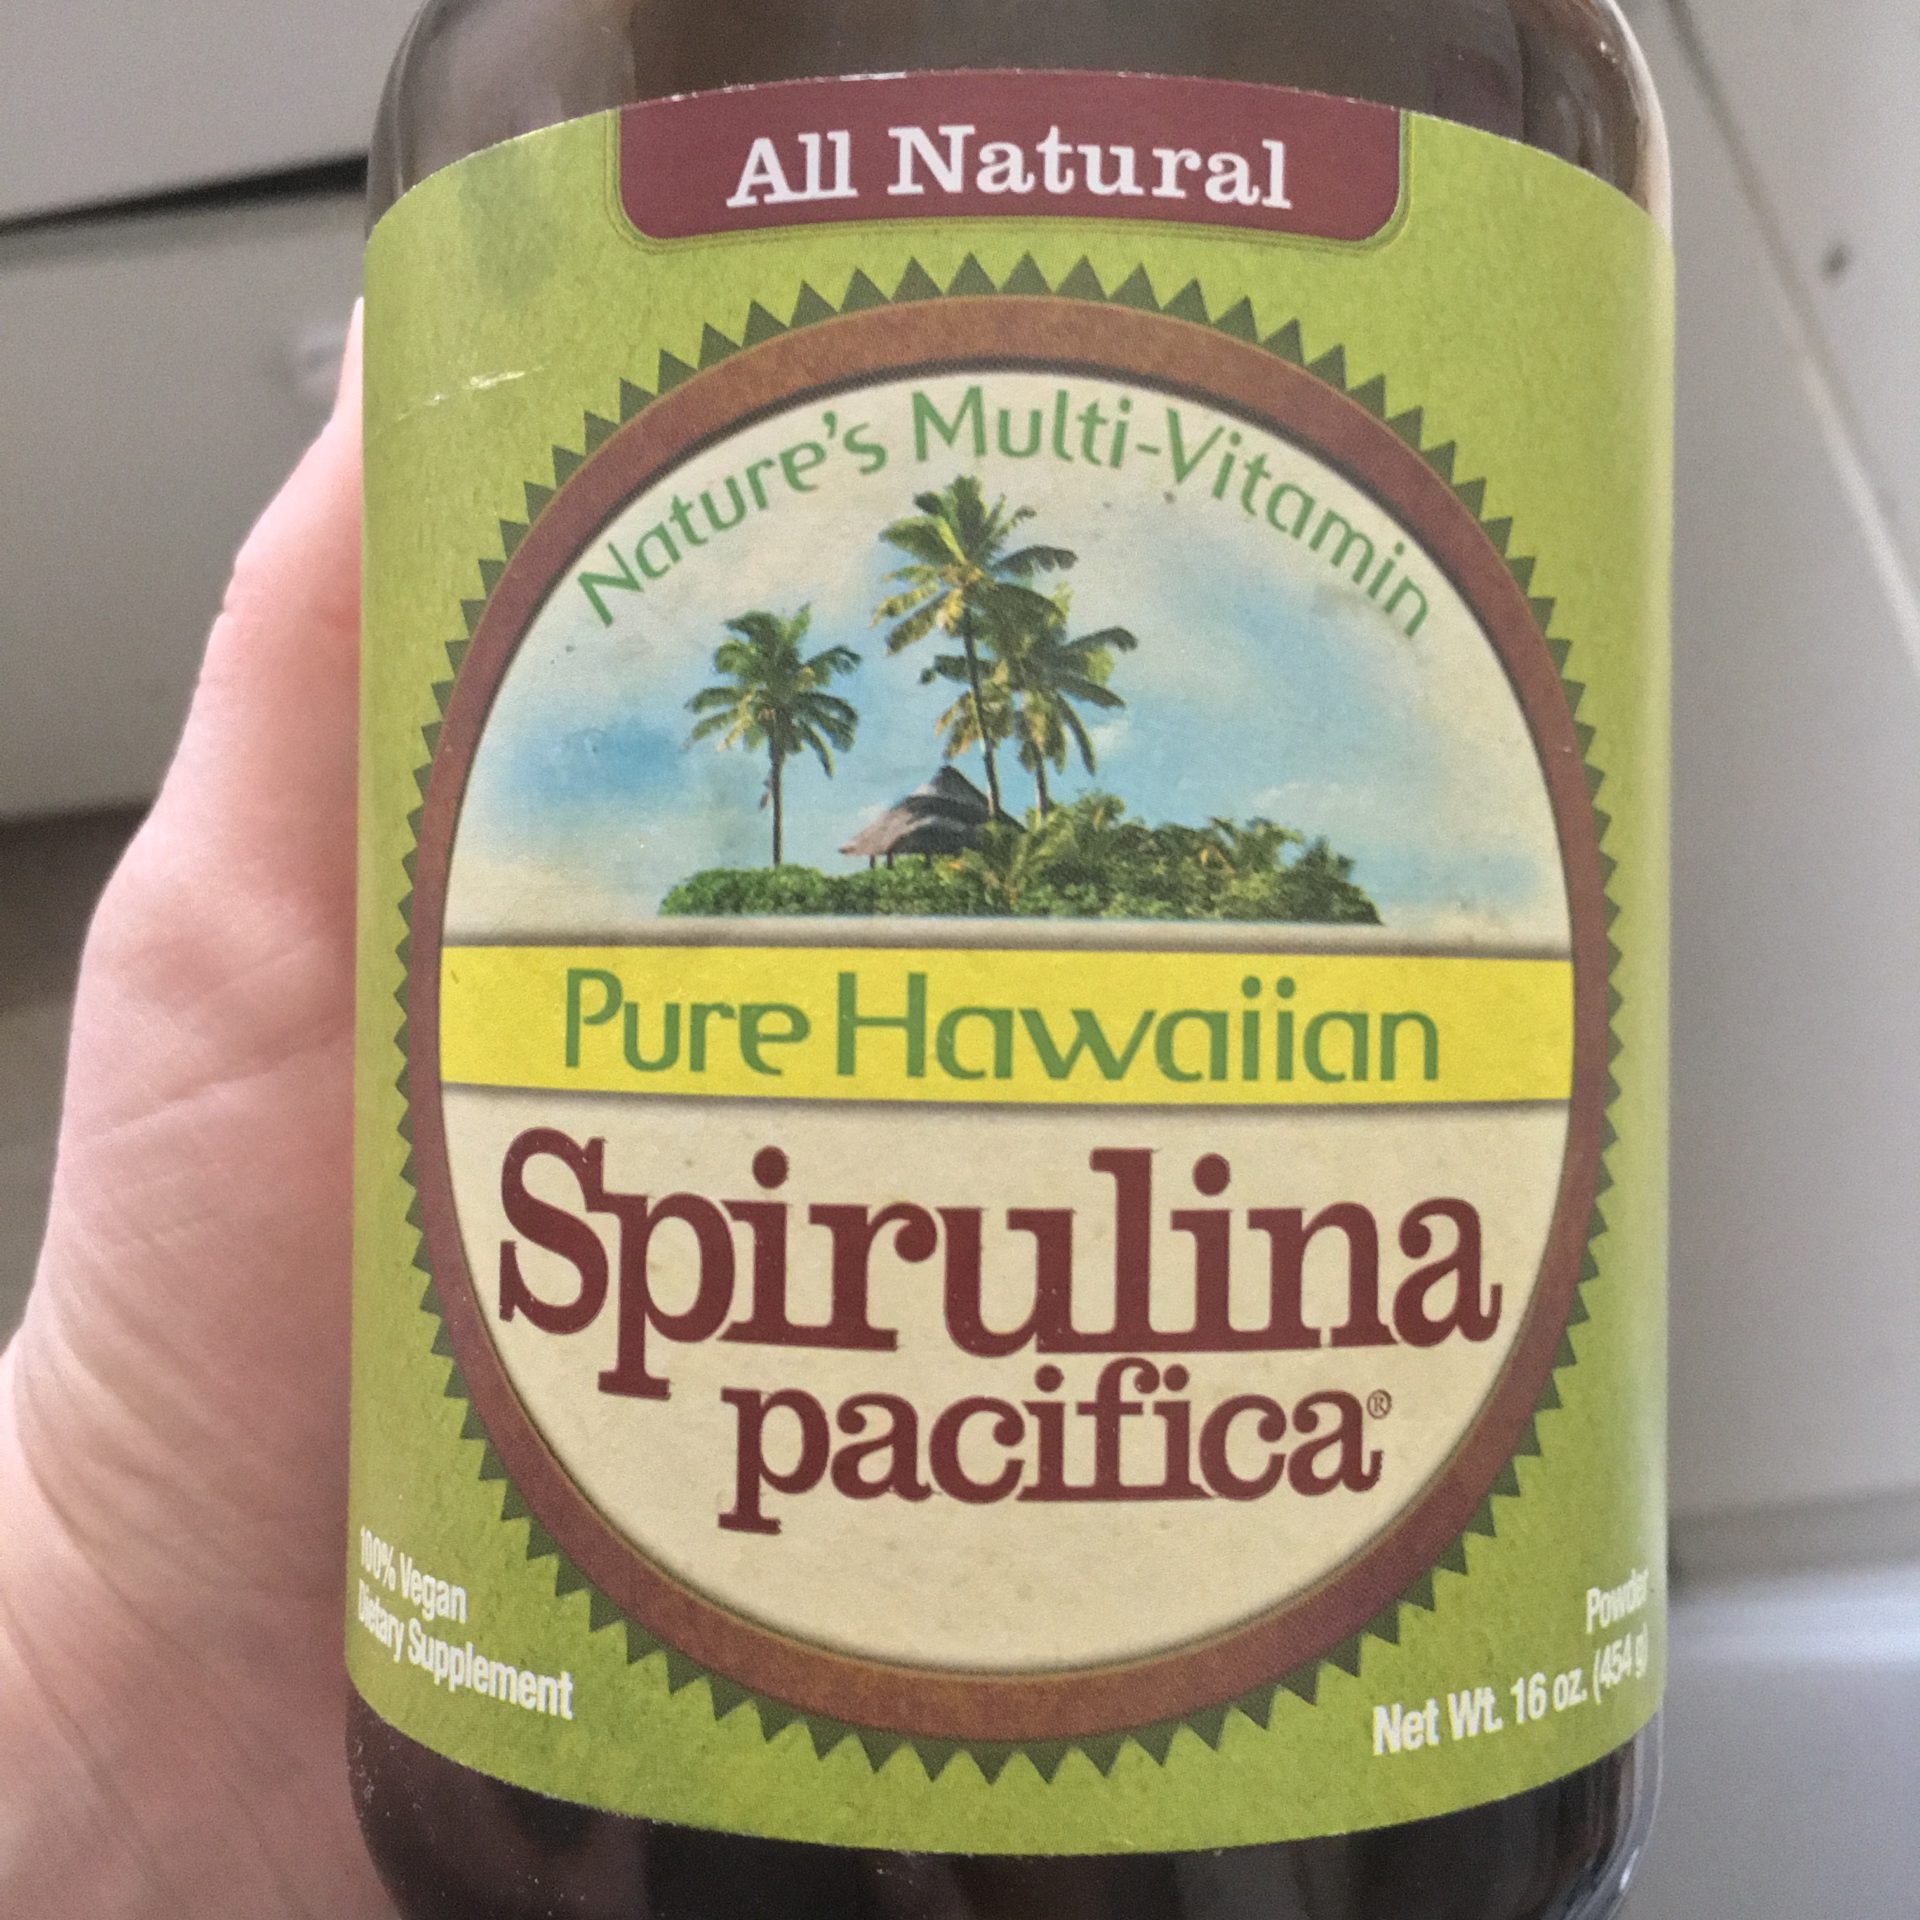 All Natural
Nature's Multi-Vitamin
Pure Hawaiian
Spirulina
pacifica®
100% Vegan
Dietary Supplement
Powder
Net Wt. 16 oz. (454 g)